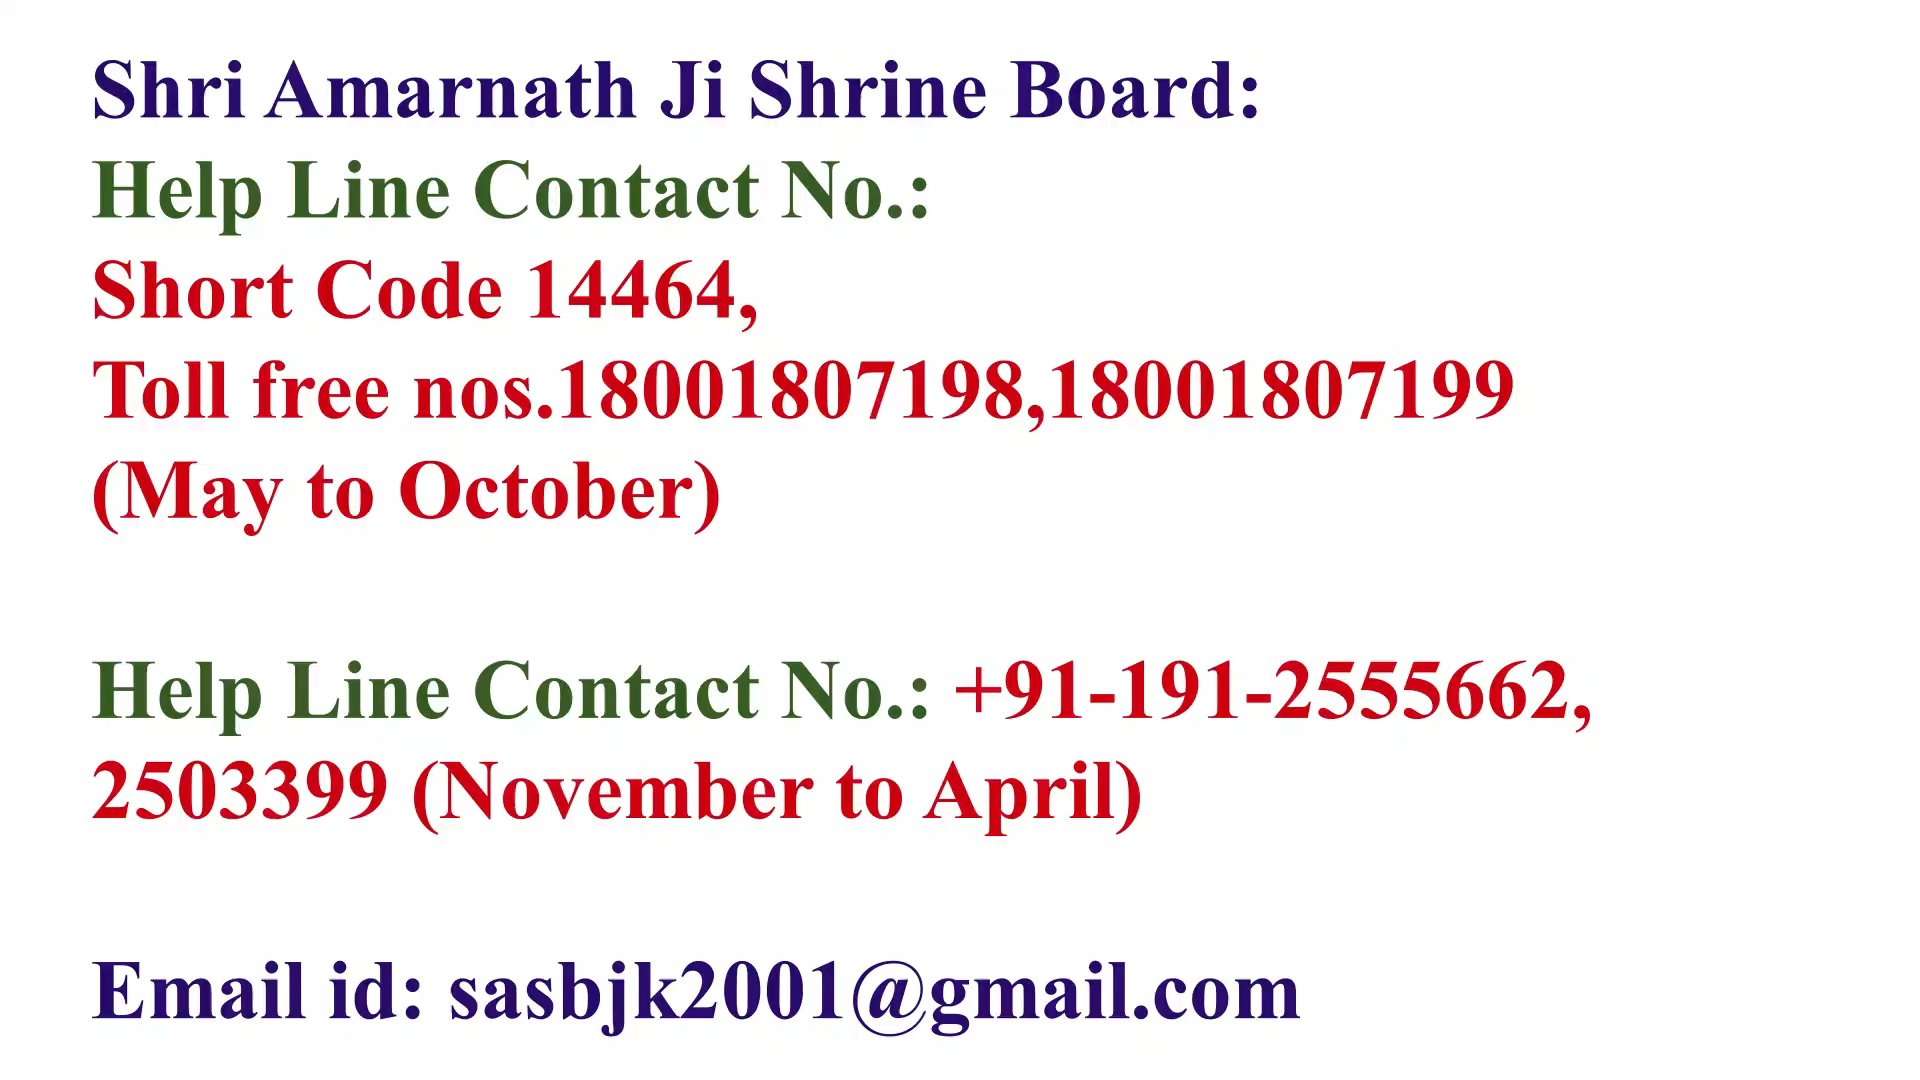 Shri Amarnath Ji Shrine Board:
Help Line Contact No.:
Short Code 14464,
Toll free nos.18001807198,18001807199
(May to October)
Help Line Contact No.: +91-191-2555662,
2503399 (November to April)
Email id: sasbjk2001@gmail.com